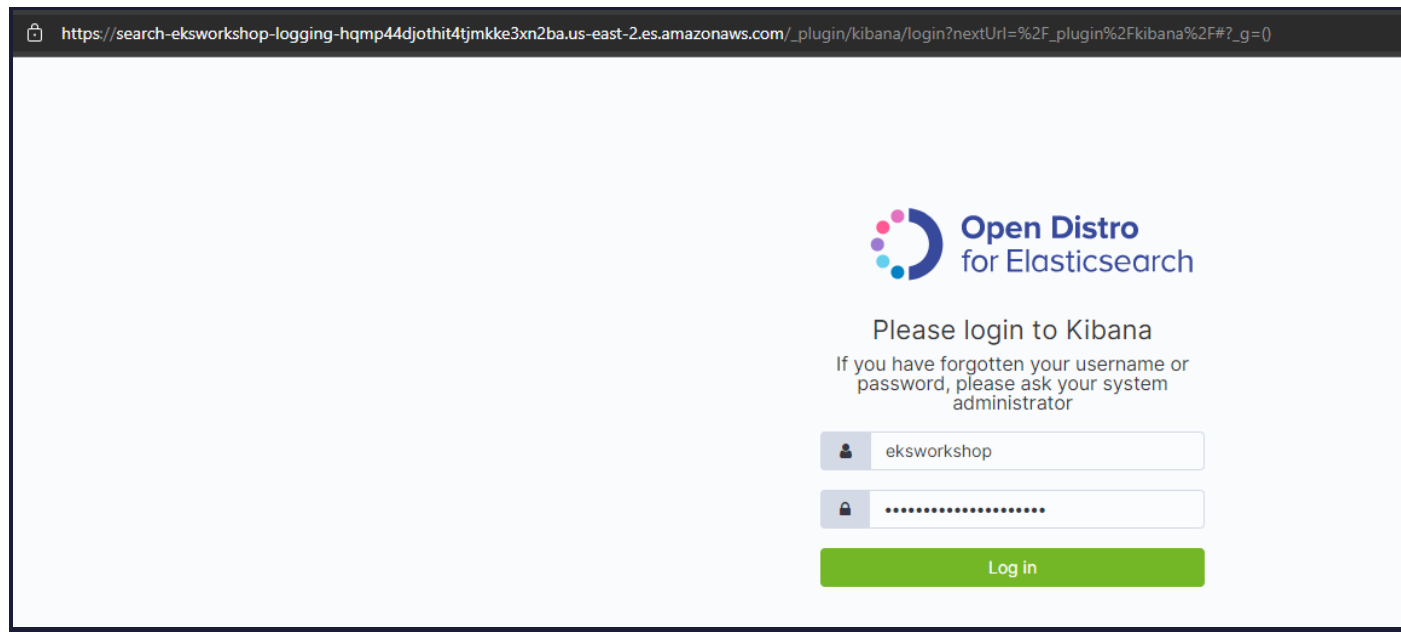 https://search-eksworkshop-logging-hqmp44djothit4tjmkke3xn2ba.us-east-2.es.amazonaws.com/_plugin/kibana/login?nextUrl=%2F_plugin%2Fkibana%2F#?_g=()
Open Distro
for Elasticsearch
Please login to Kibana
If you have forgotten your username or
password, please ask your system
administrator
eksworkshop
•••••••••••••••••••••
Log in